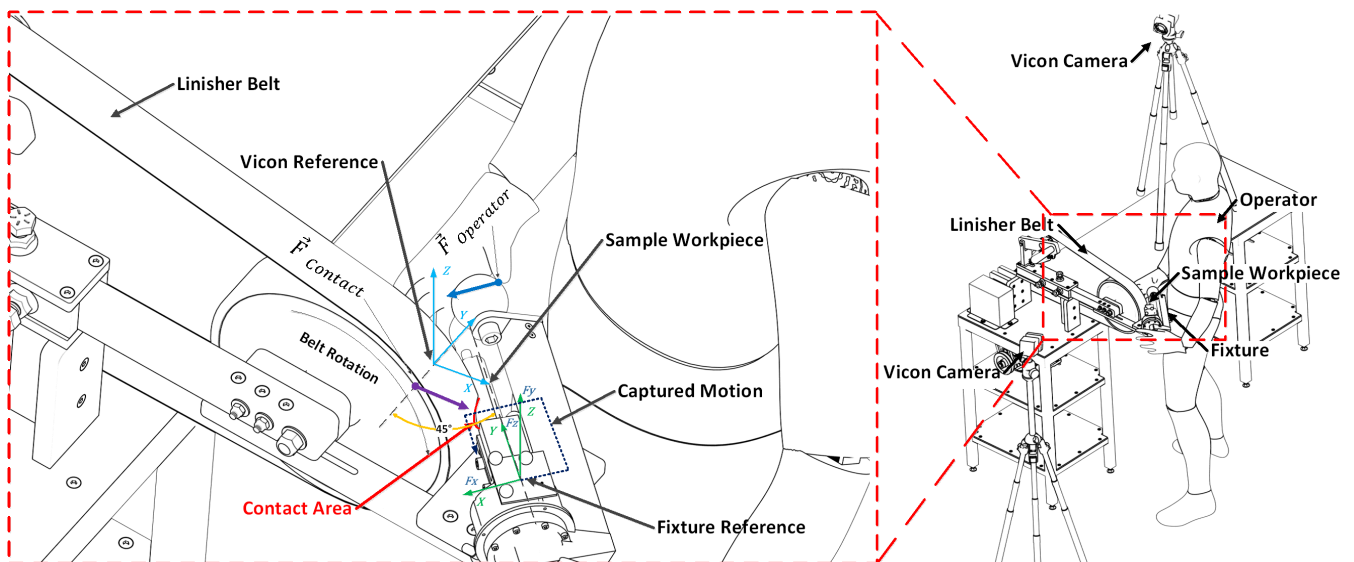 Linisher Belt
Vicon Reference
F⃗ Operator
F⃗ Contact
Sample Workpiece
Z
Y
X
Belt Rotation
Captured Motion
45°
Fy
Z
Fz
Y
Fx
X
Contact Area
Fixture Reference
Vicon Camera
Operator
Linisher Belt
Sample Workpiece
Fixture
Vicon Camera